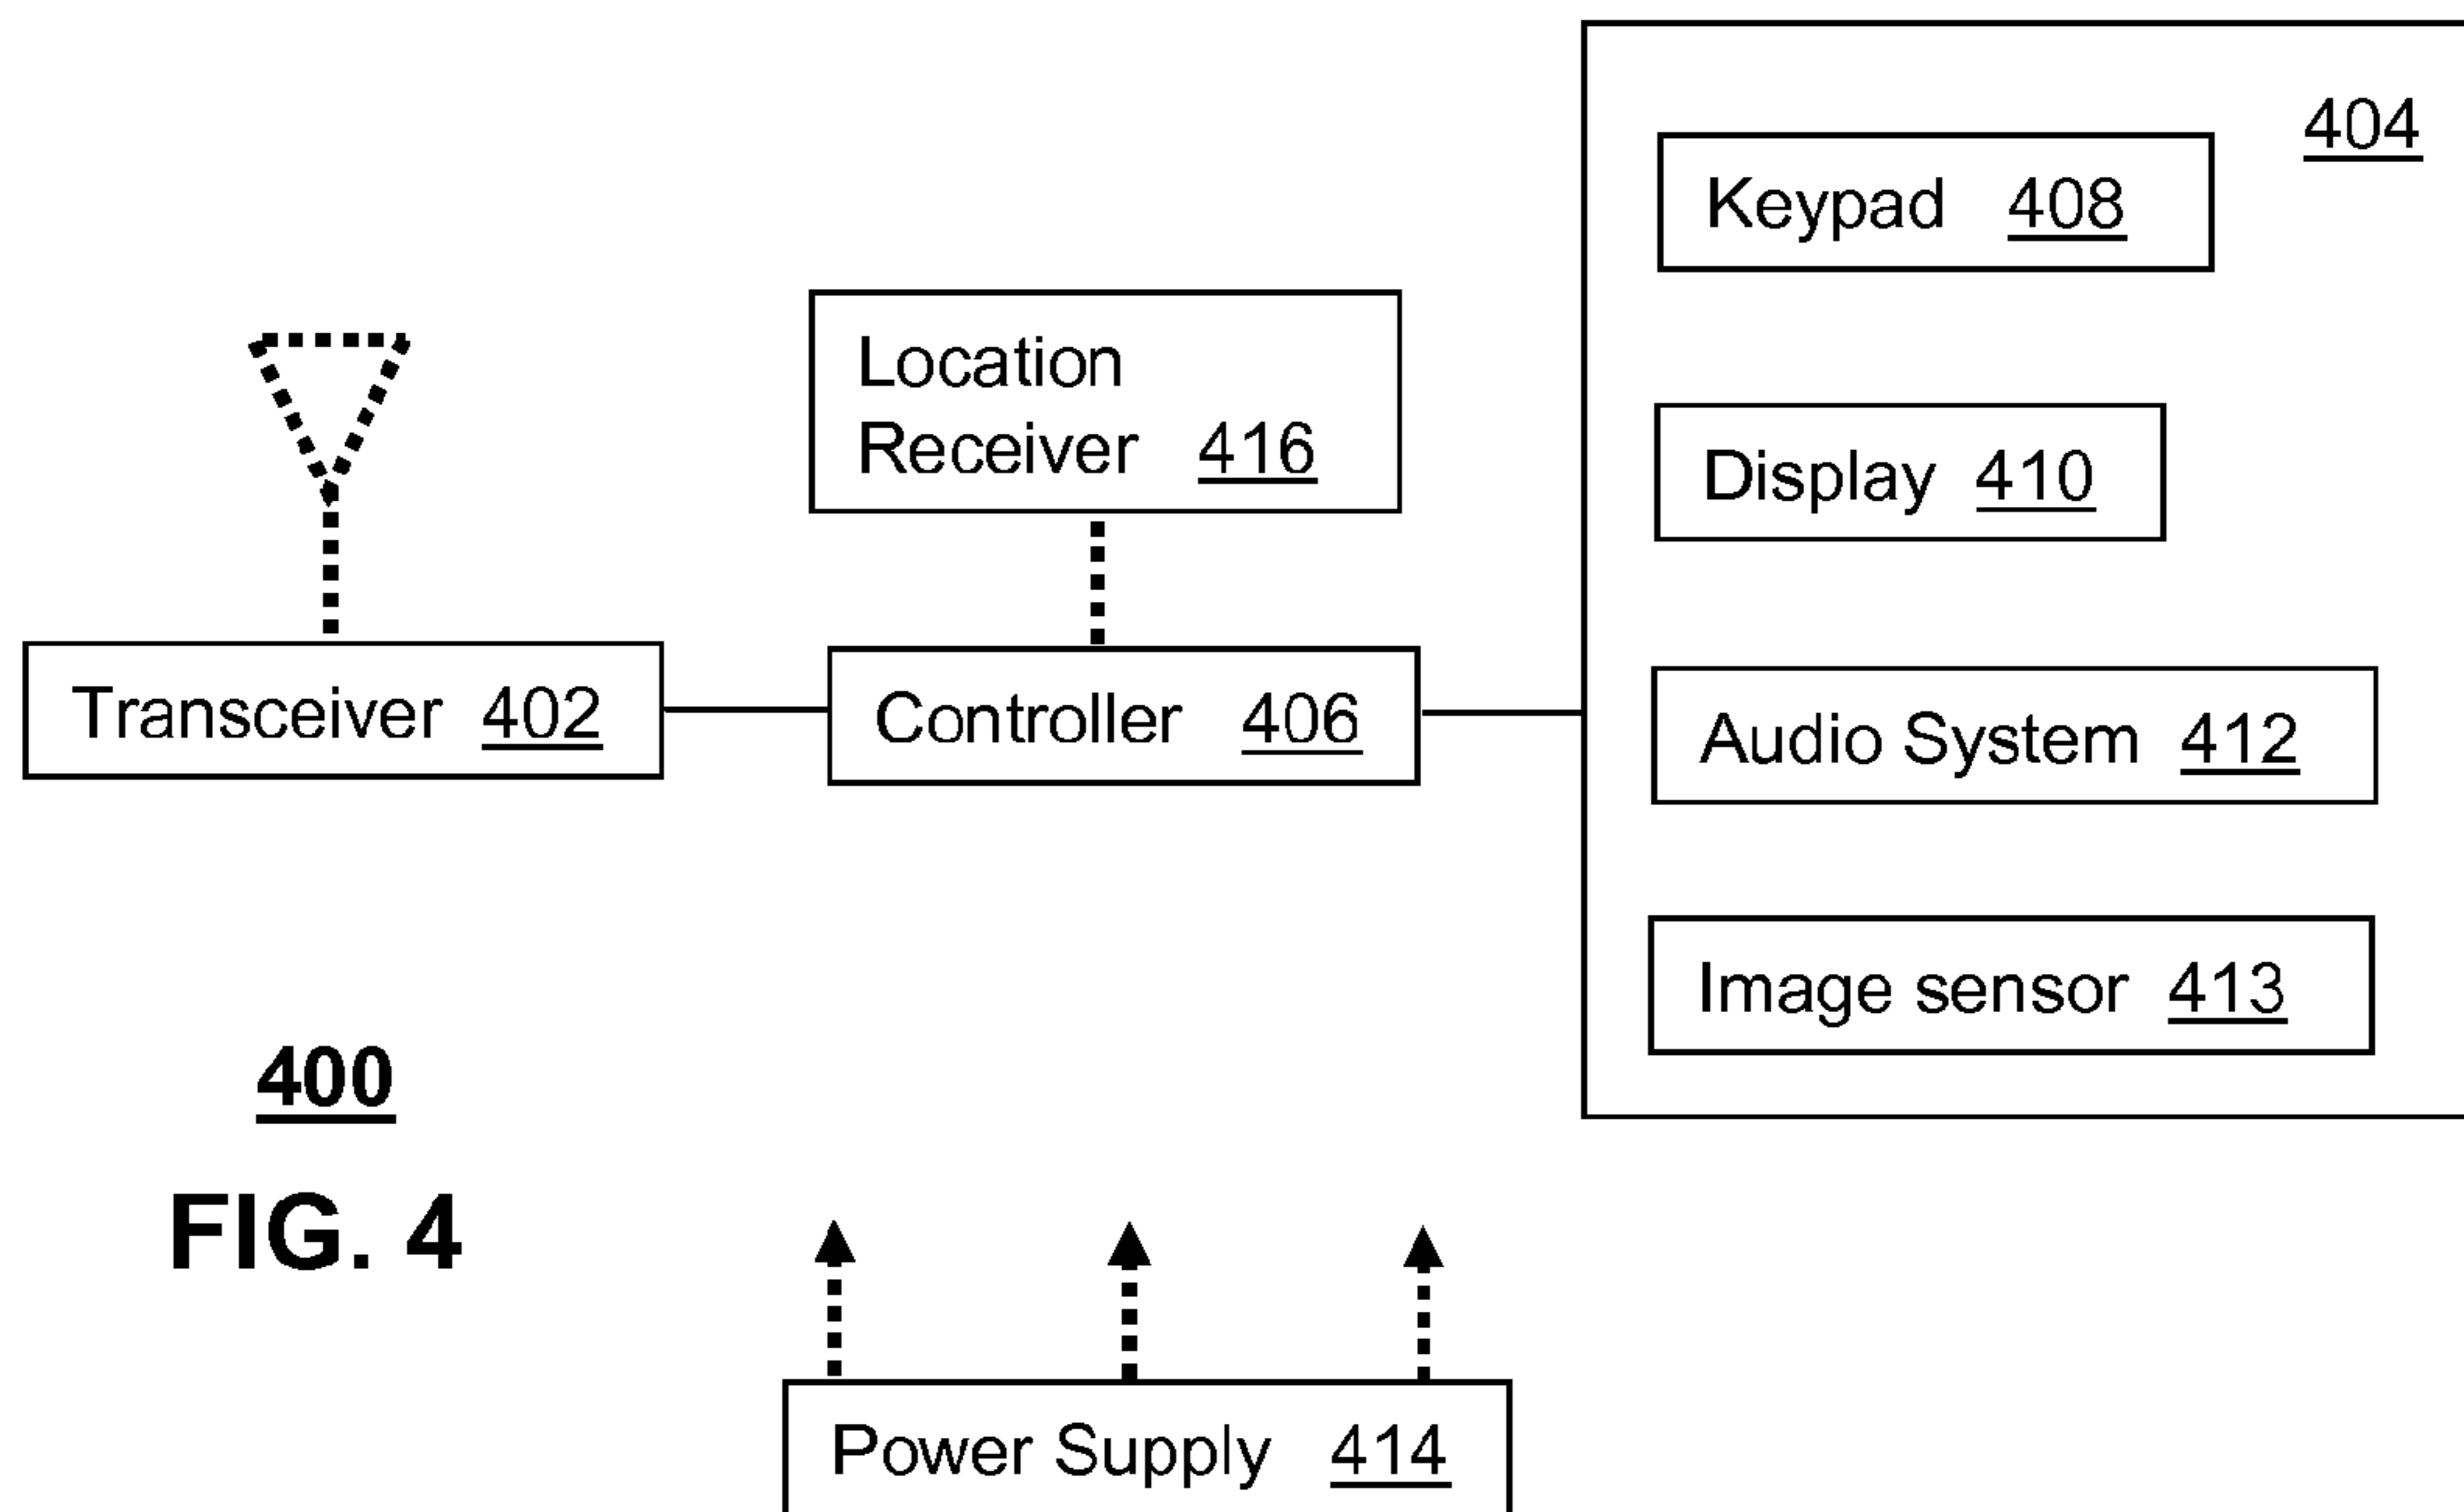 404
Keypad 408
Location
Receiver 416
Display 410
Transceiver 402
Controller 406
Audio System 412
Image sensor 413
400
FIG. 4
Power Supply 414